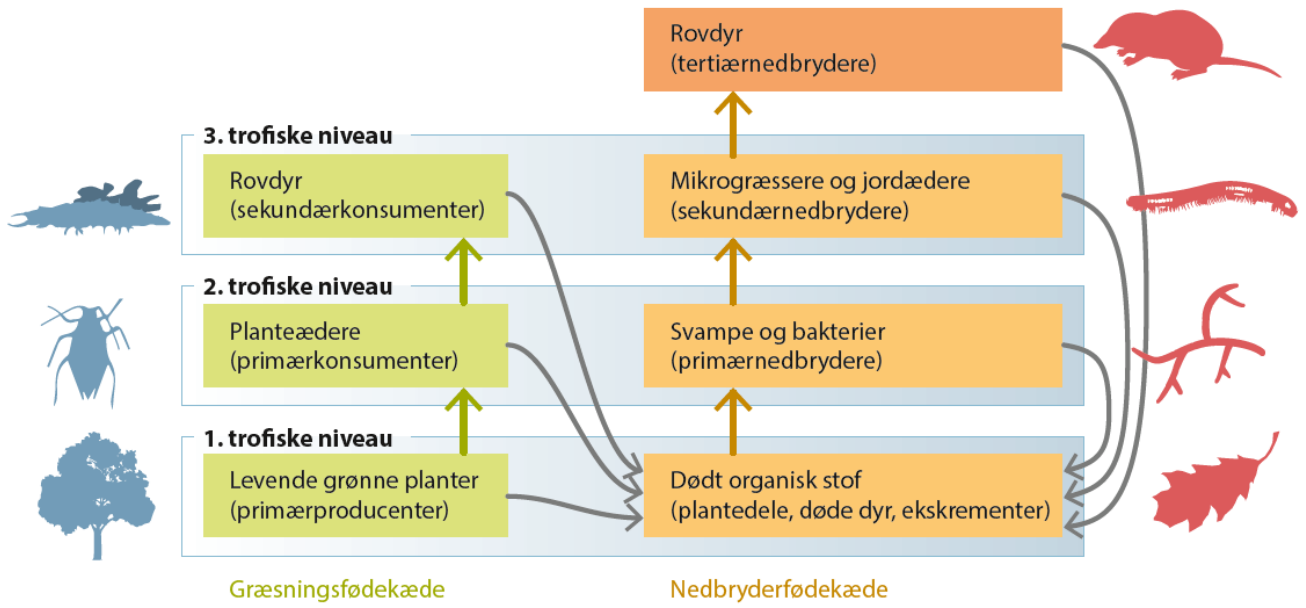 Rovdyr
(tertiærnedbrydere)
3. trofiske niveau
Rovdyr
(sekundærkonsumenter)
Mikrogræssere og jordædere
(sekundærnedbrydere)
2. trofiske niveau
Planteædere
(primærkonsumenter)
Svampe og bakterier
(primærnedbrydere)
1. trofiske niveau
Levende grønne planter
(primærproducenter)
Dødt organisk stof
(plantedele, døde dyr, ekskrementer)
Græsningsfødekæde
Nedbryderfødekæde